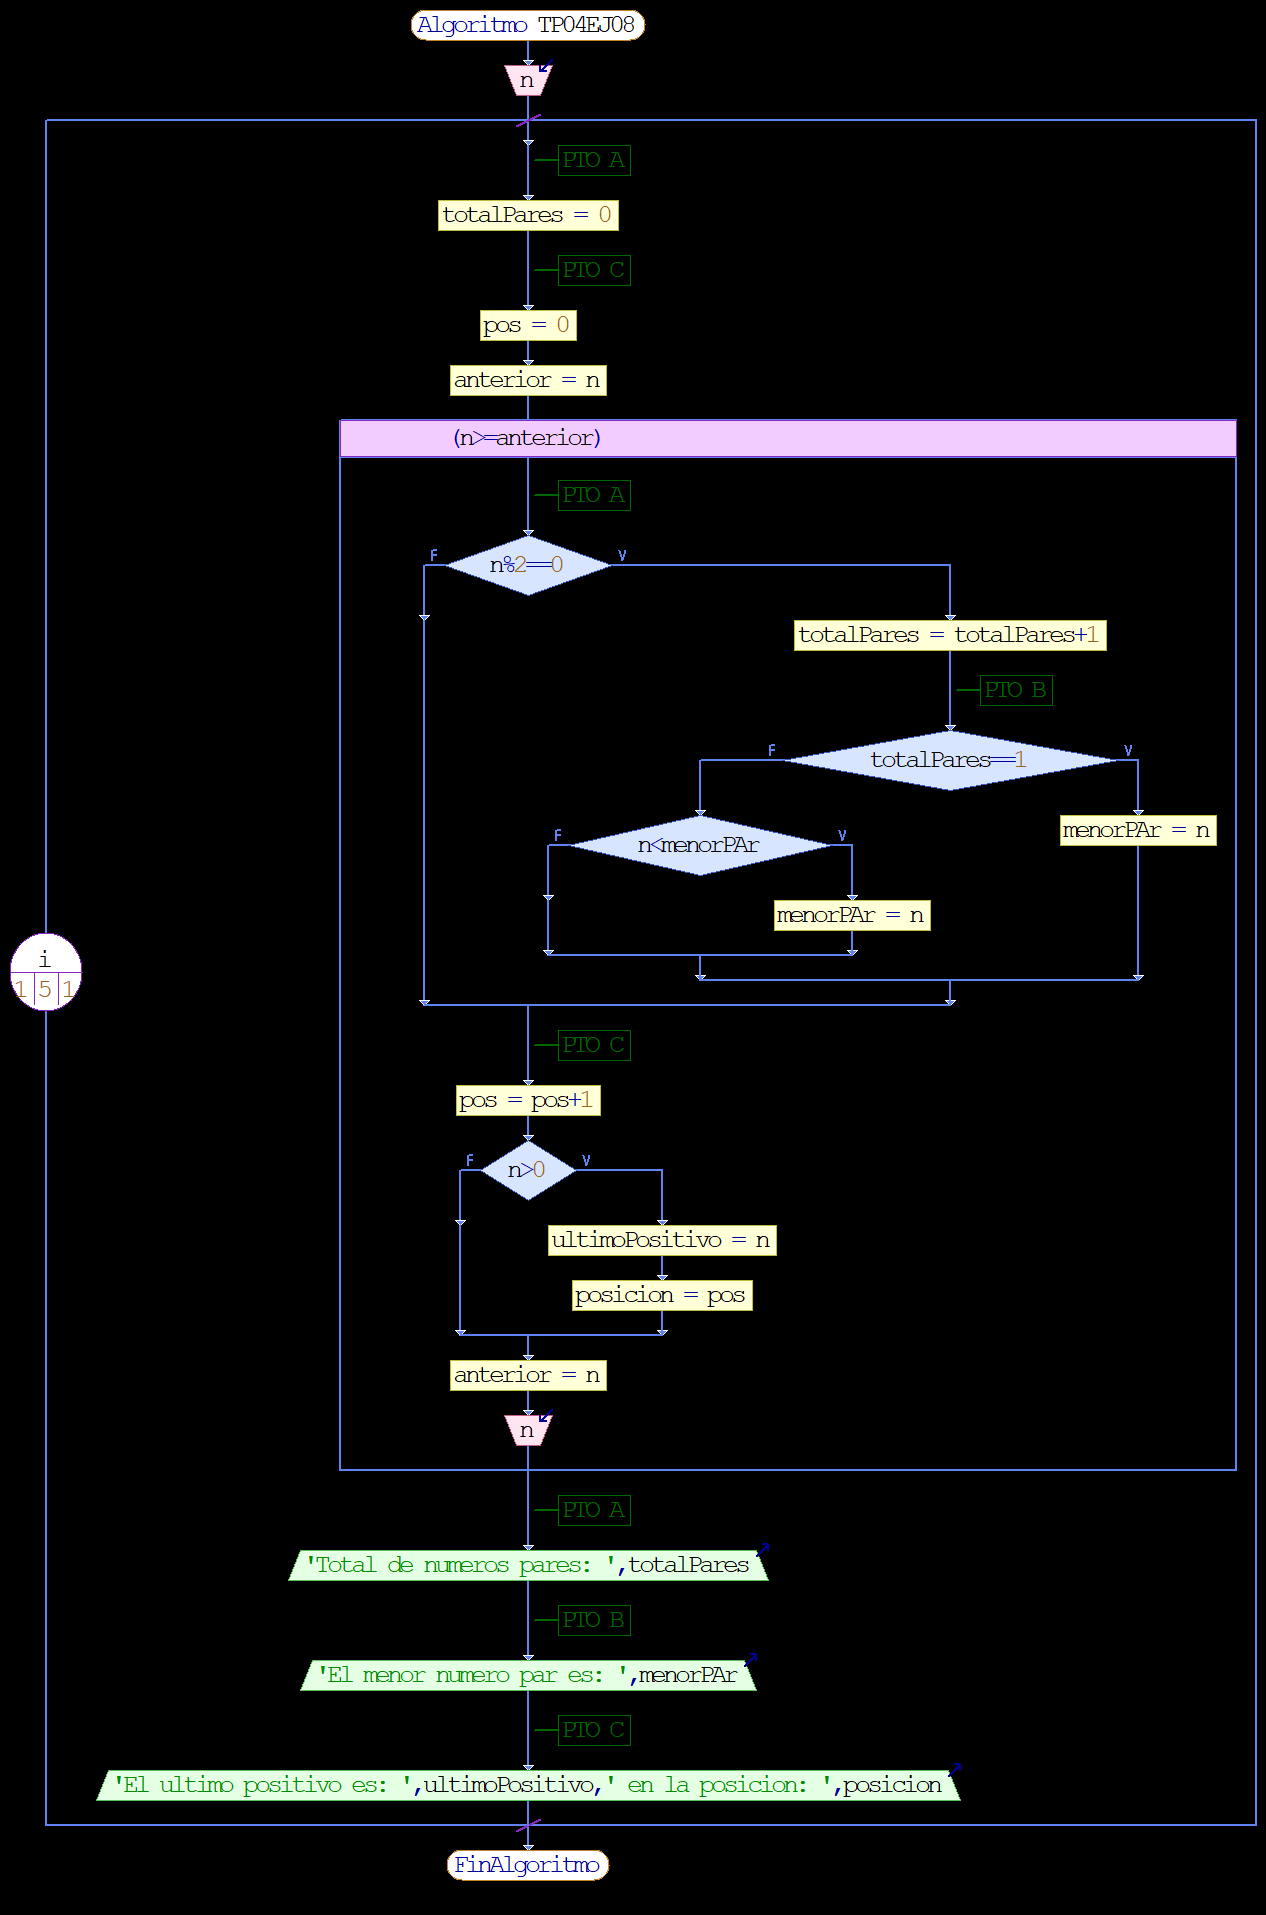 Algoritmo TP04EJ08
n
PTO A
totalPares = 0
PTO C
pos = 0
anterior = n
(n>=anterior)
PTO A
F
V
n%2==0
totalPares = totalPares+1
PTO B
F
V
totalPares==1
F
V
n<menorPAr
menorPAr = n
menorPAr = n
i
1 5 1
PTO C
pos = pos+1
F
V
n>0
ultimoPositivo = n
posicion = pos
anterior = n
n
PTO A
'Total de numeros pares: ',totalPares
PTO B
'El menor numero par es: ',menorPAr
PTO C
'El ultimo positivo es: ',ultimoPositivo,' en la posicion: ',posicion
FinAlgoritmo